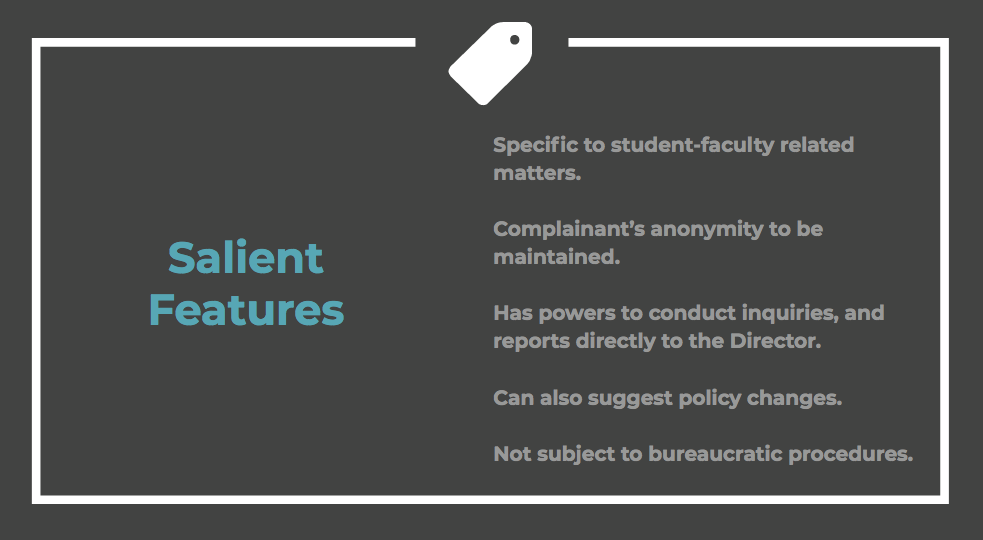 Salient
Features
Specific to student-faculty related
matters.
Complainant’s anonymity to be
maintained.
Has powers to conduct inquiries, and
reports directly to the Director.
Can also suggest policy changes.
Not subject to bureaucratic procedures.